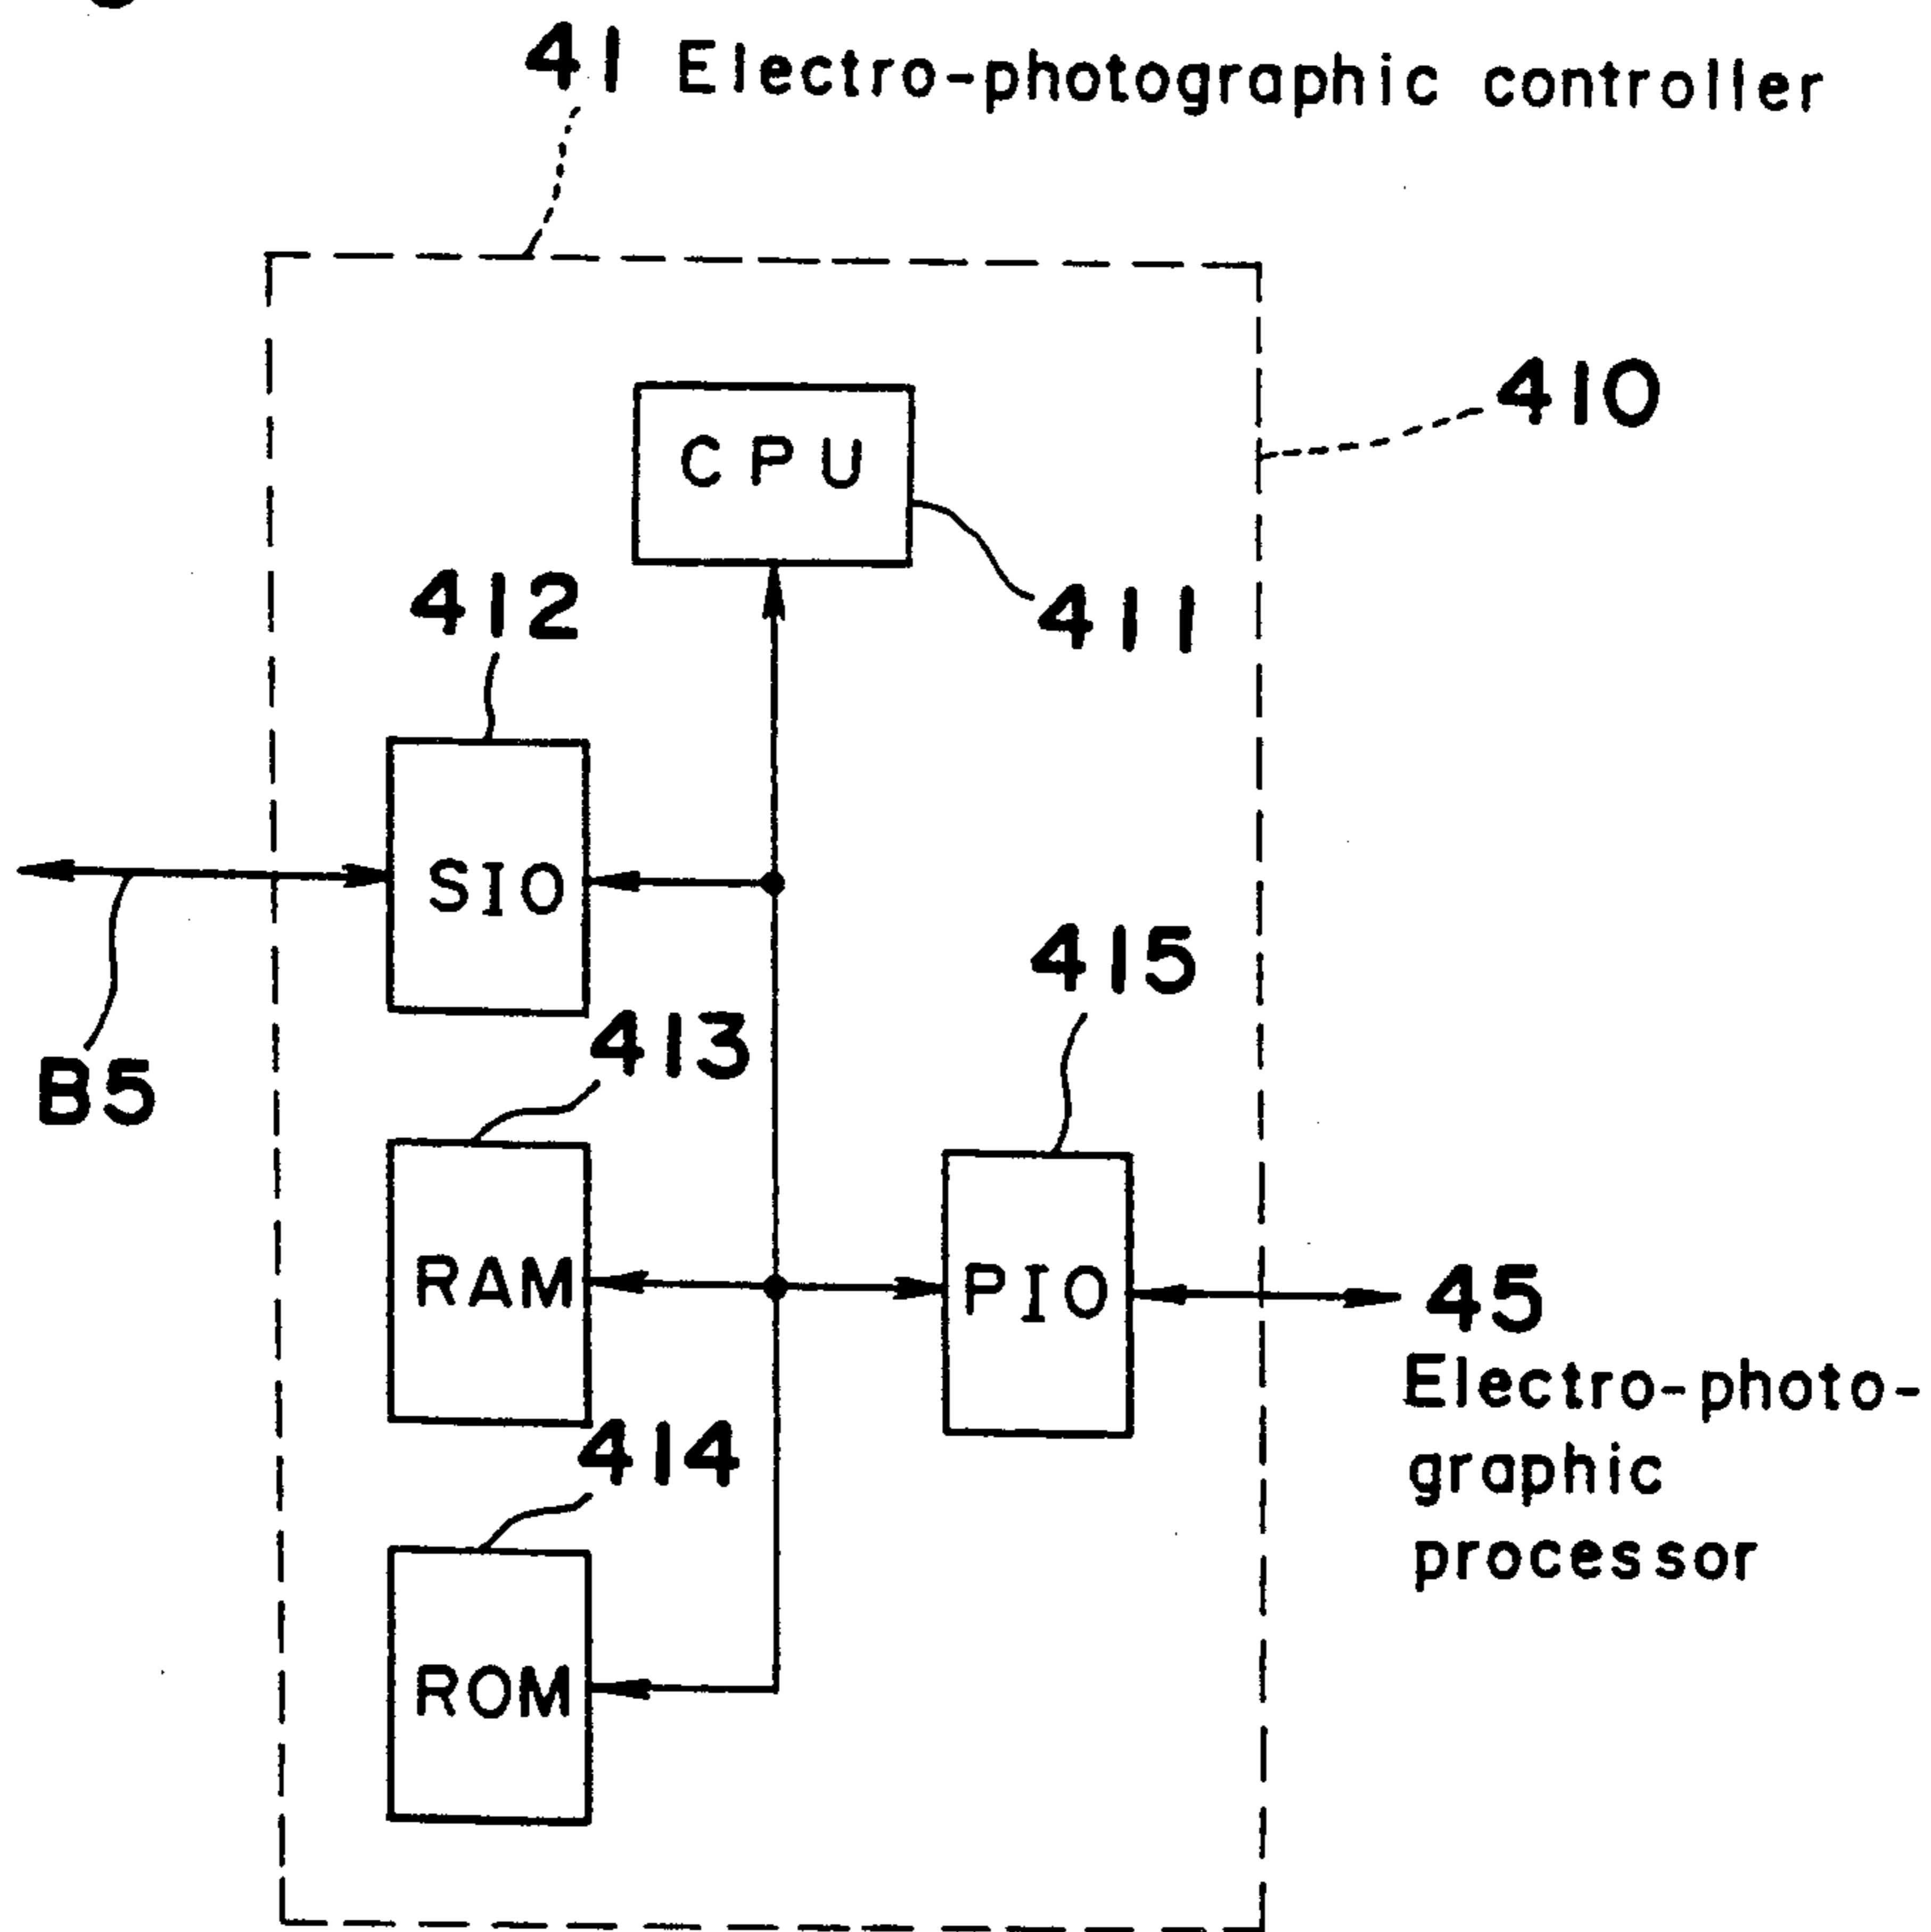 41 Electro-photographic controller
410
CPU
411
412
SIO
B5
413
415
RAM
PIO
45
Electro-photo-
graphic
processor
414
ROM